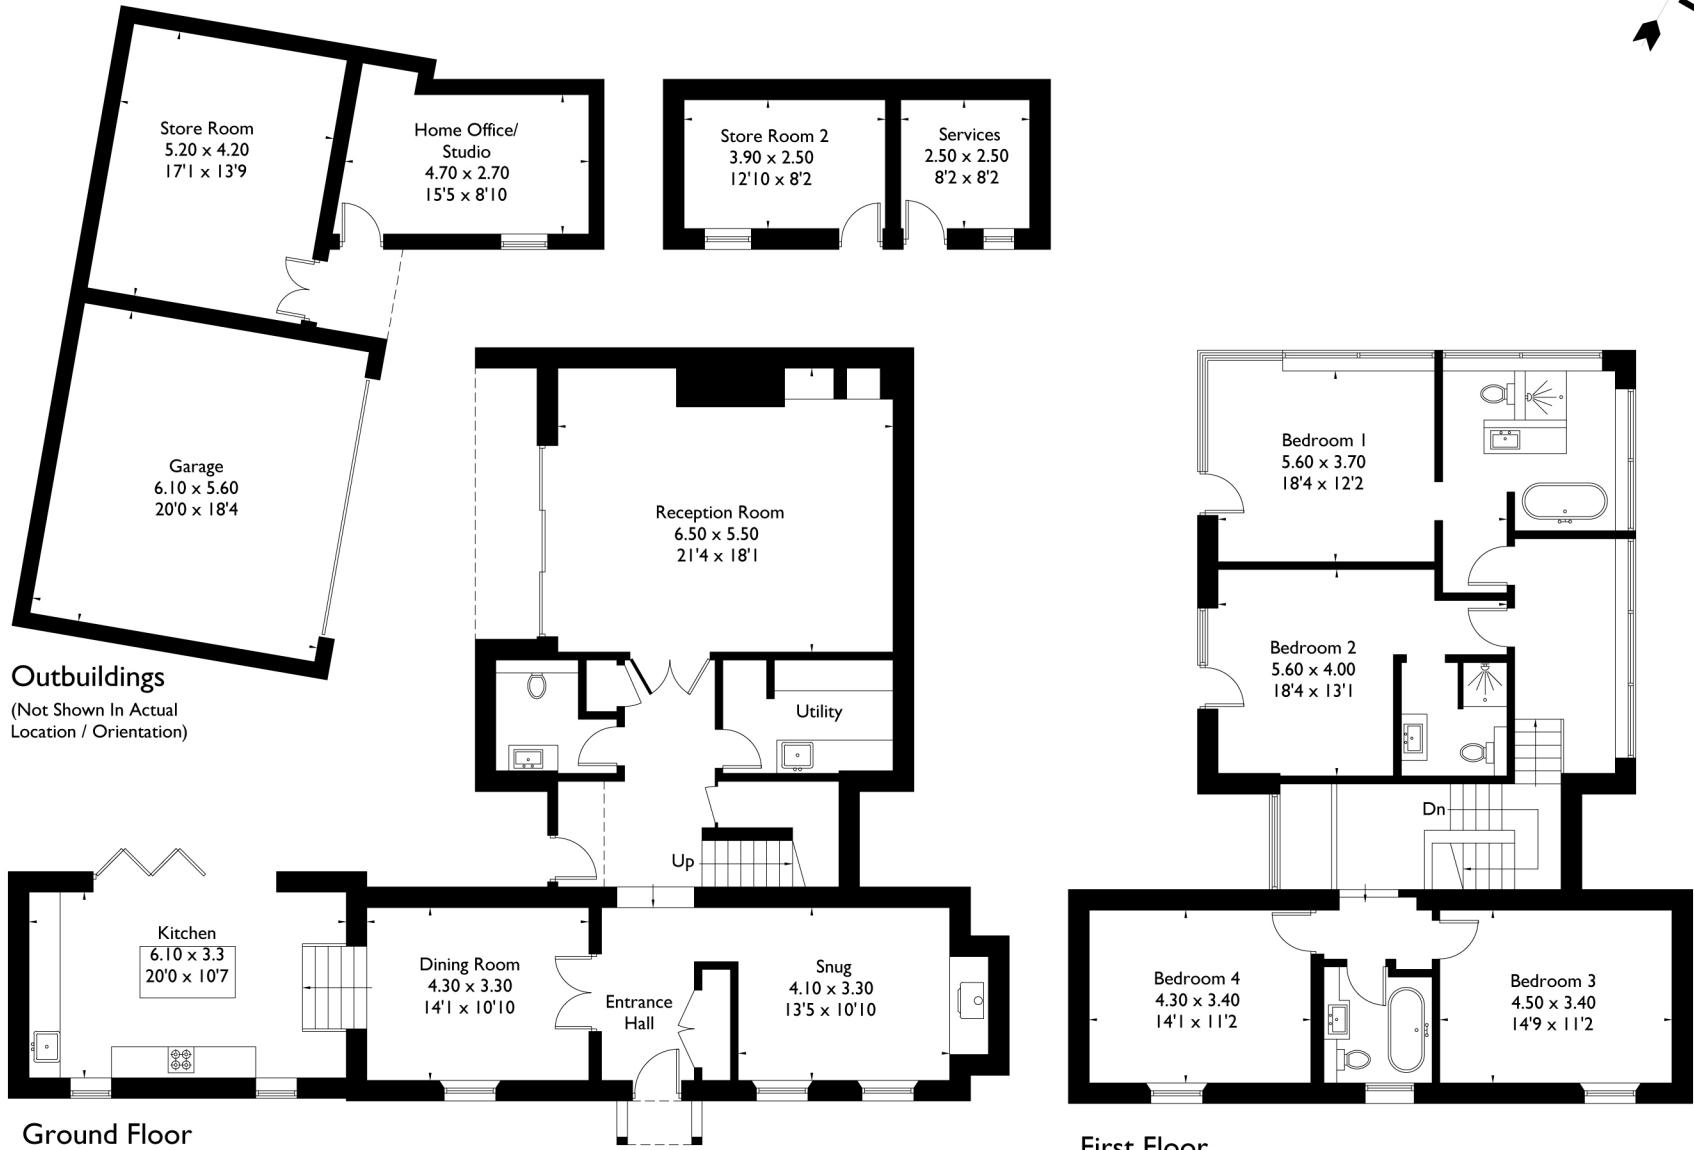 Store Room
5.20 x 4.20
17'1 x 13'9
Home Office/
Studio
4.70 x 2.70
15'5 x 8'10
Store Room 2
3.90 x 2.50
12'10 x 8'2
Services
2.50 x 2.50
8'2 x 8'2
Garage
6.10 x 5.60
20'0 x 18'4
Outbuildings
(Not Shown In Actual
Location / Orientation)
Reception Room
6.50 x 5.50
21'4 x 18'1
Utility
Up
Kitchen
6.10 x 3.3
20'0 x 10'7
Dining Room
4.30 x 3.30
14'1 x 10'10
Entrance
Hall
Snug
4.10 x 3.30
13'5 x 10'10
Ground Floor
Bedroom 1
5.60 x 3.70
18'4 x 12'2
Bedroom 2
5.60 x 4.00
18'4 x 13'1
Dn
Bedroom 4
4.30 x 3.40
14'1 x 11'2
Bedroom 3
4.50 x 3.40
14'9 x 11'2
First Floor